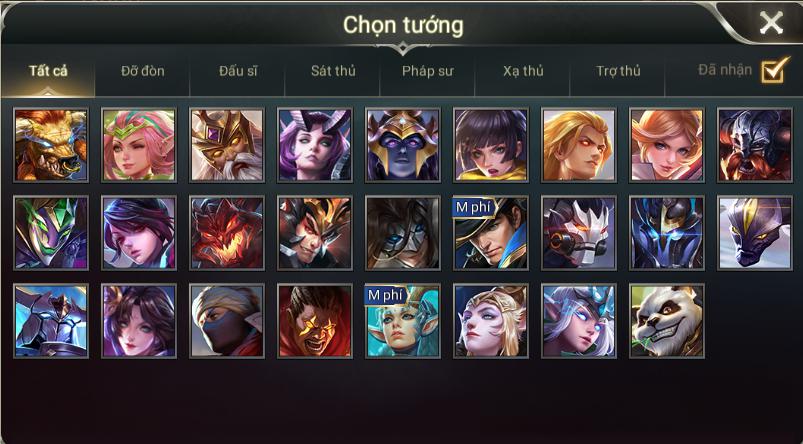 Chọn tướng
Tất cả
Đỡ đòn
Đấu sĩ
Sát thủ
Pháp sư
Xạ thủ
Trợ thủ
Đã nhận
M phí
M phí